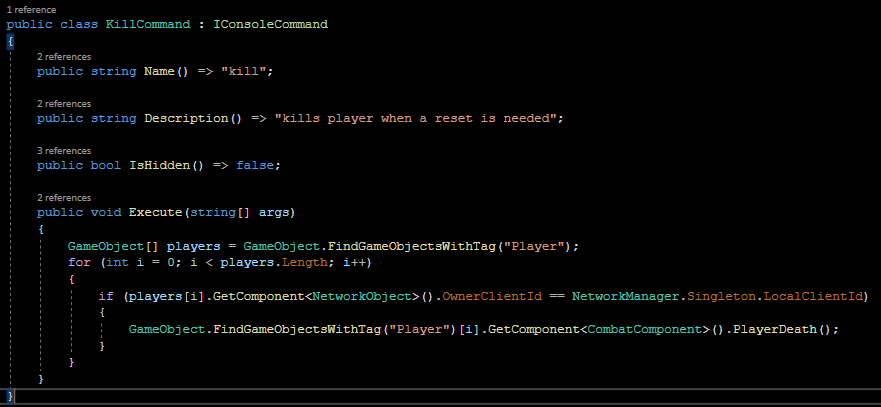 1 reference
public class KillCommand : IConsoleCommand
{
2 references
public string Name() => "kill";
2 references
public string Description() => "kills player when a reset is needed";
3 references
public bool IsHidden() => false;
2 references
public void Execute(string[] args)
{
GameObject[] players = GameObject.FindGameObjectsWithTag("Player");
for (int i = 0; i < players.Length; i++)
{
if (players[i].GetComponent<NetworkObject>().OwnerClientId == NetworkManager.Singleton.LocalClientId)
{
GameObject.FindGameObjectsWithTag("Player")[i].GetComponent<CombatComponent>().PlayerDeath();
}
}
}
}